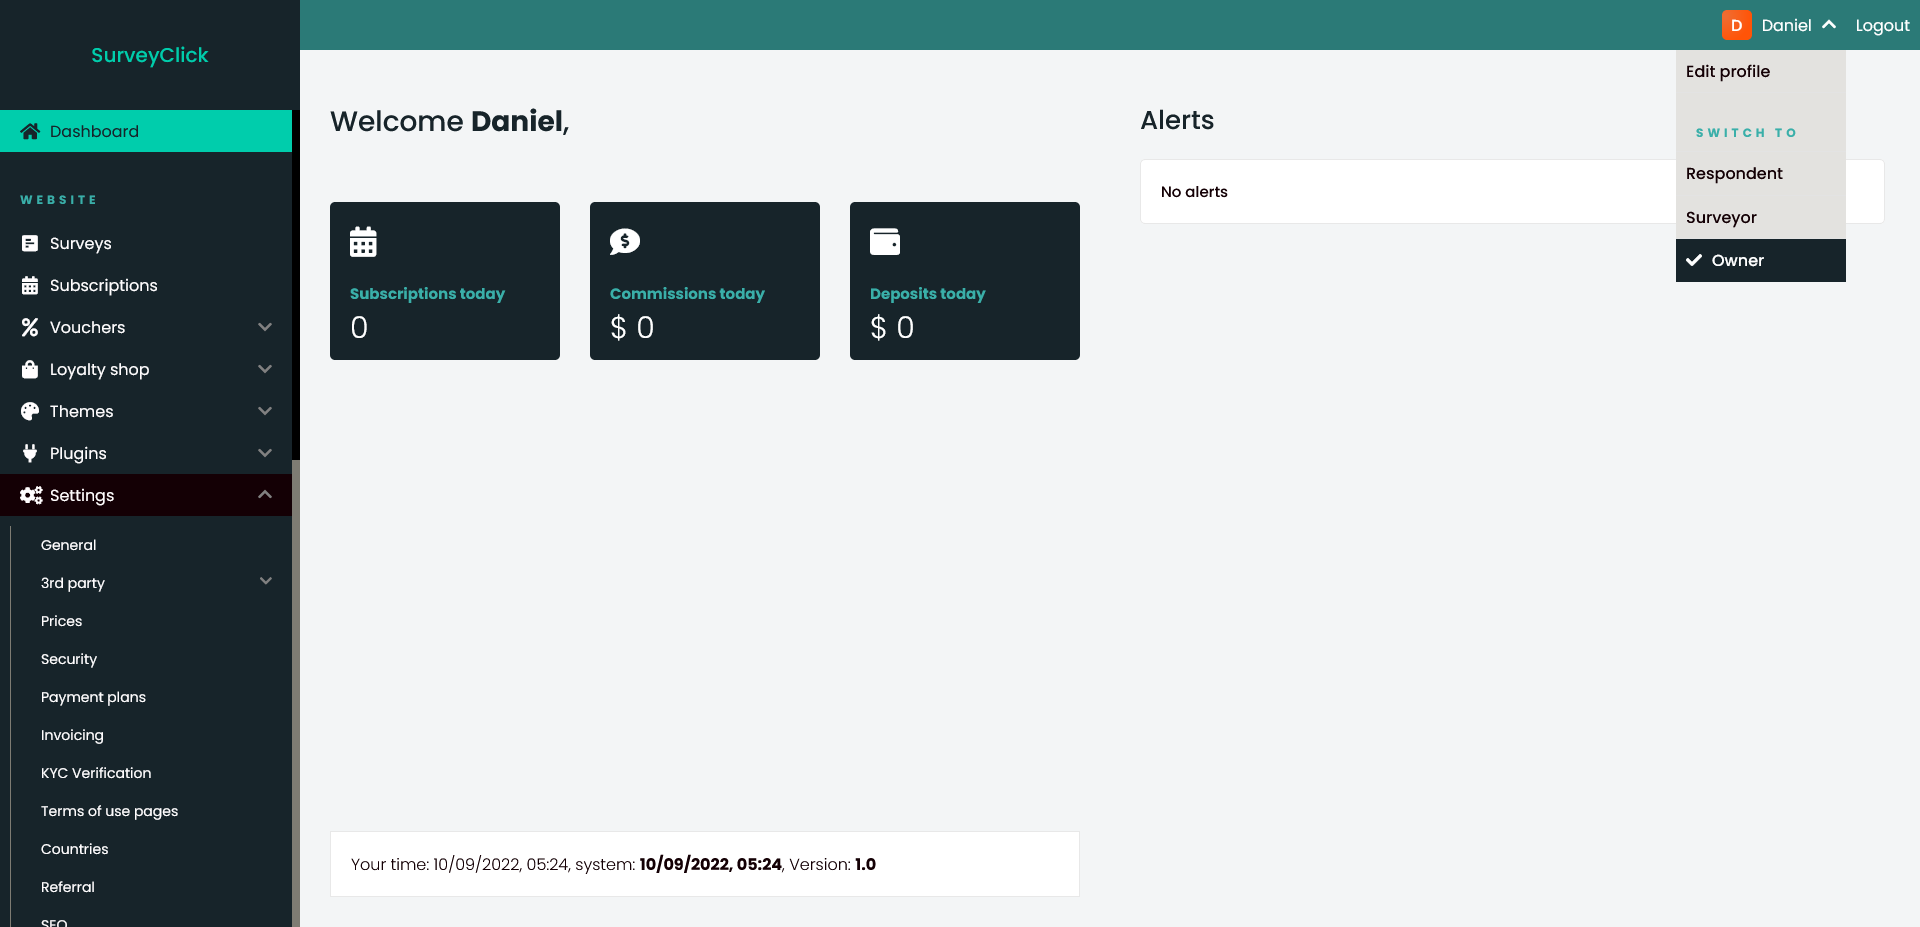 SurveyClick
D
Daniel
Logout
Edit profile
SWITCH TO
Respondent
Surveyor
Owner
Dashboard
WEBSITE
Surveys
Subscriptions
Vouchers
Loyalty shop
Themes
Plugins
Settings
General
3rd party
Prices
Security
Payment plans
Invoicing
KYC Verification
Terms of use pages
Countries
Referral
SEO
Welcome Daniel,
Subscriptions today
0
Commissions today
$ 0
Deposits today
$ 0
Alerts
No alerts
Your time: 10/09/2022, 05:24, system: 10/09/2022, 05:24, Version: 1.0